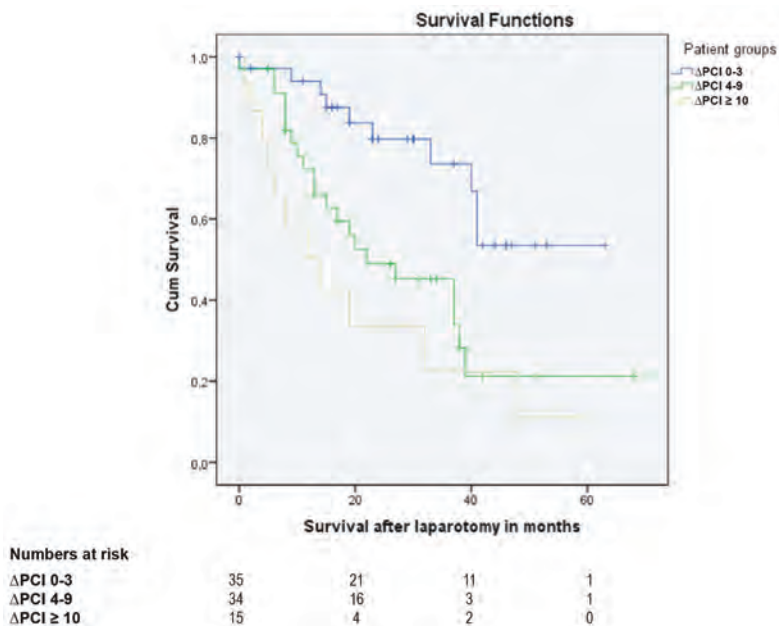 Survival Functions
Patient groups
ΔPCI 0-3
ΔPCI 4-9
ΔPCI ≥ 10
Cum Survival
1,0
0,8
0,6
0,4
0,2
0,0
0 20 40 60
Survival after laparotomy in months
Numbers at risk
ΔPCI 0-3 35 21 11 1
ΔPCI 4-9 34 16 3 1
ΔPCI ≥ 10 15 4 2 0